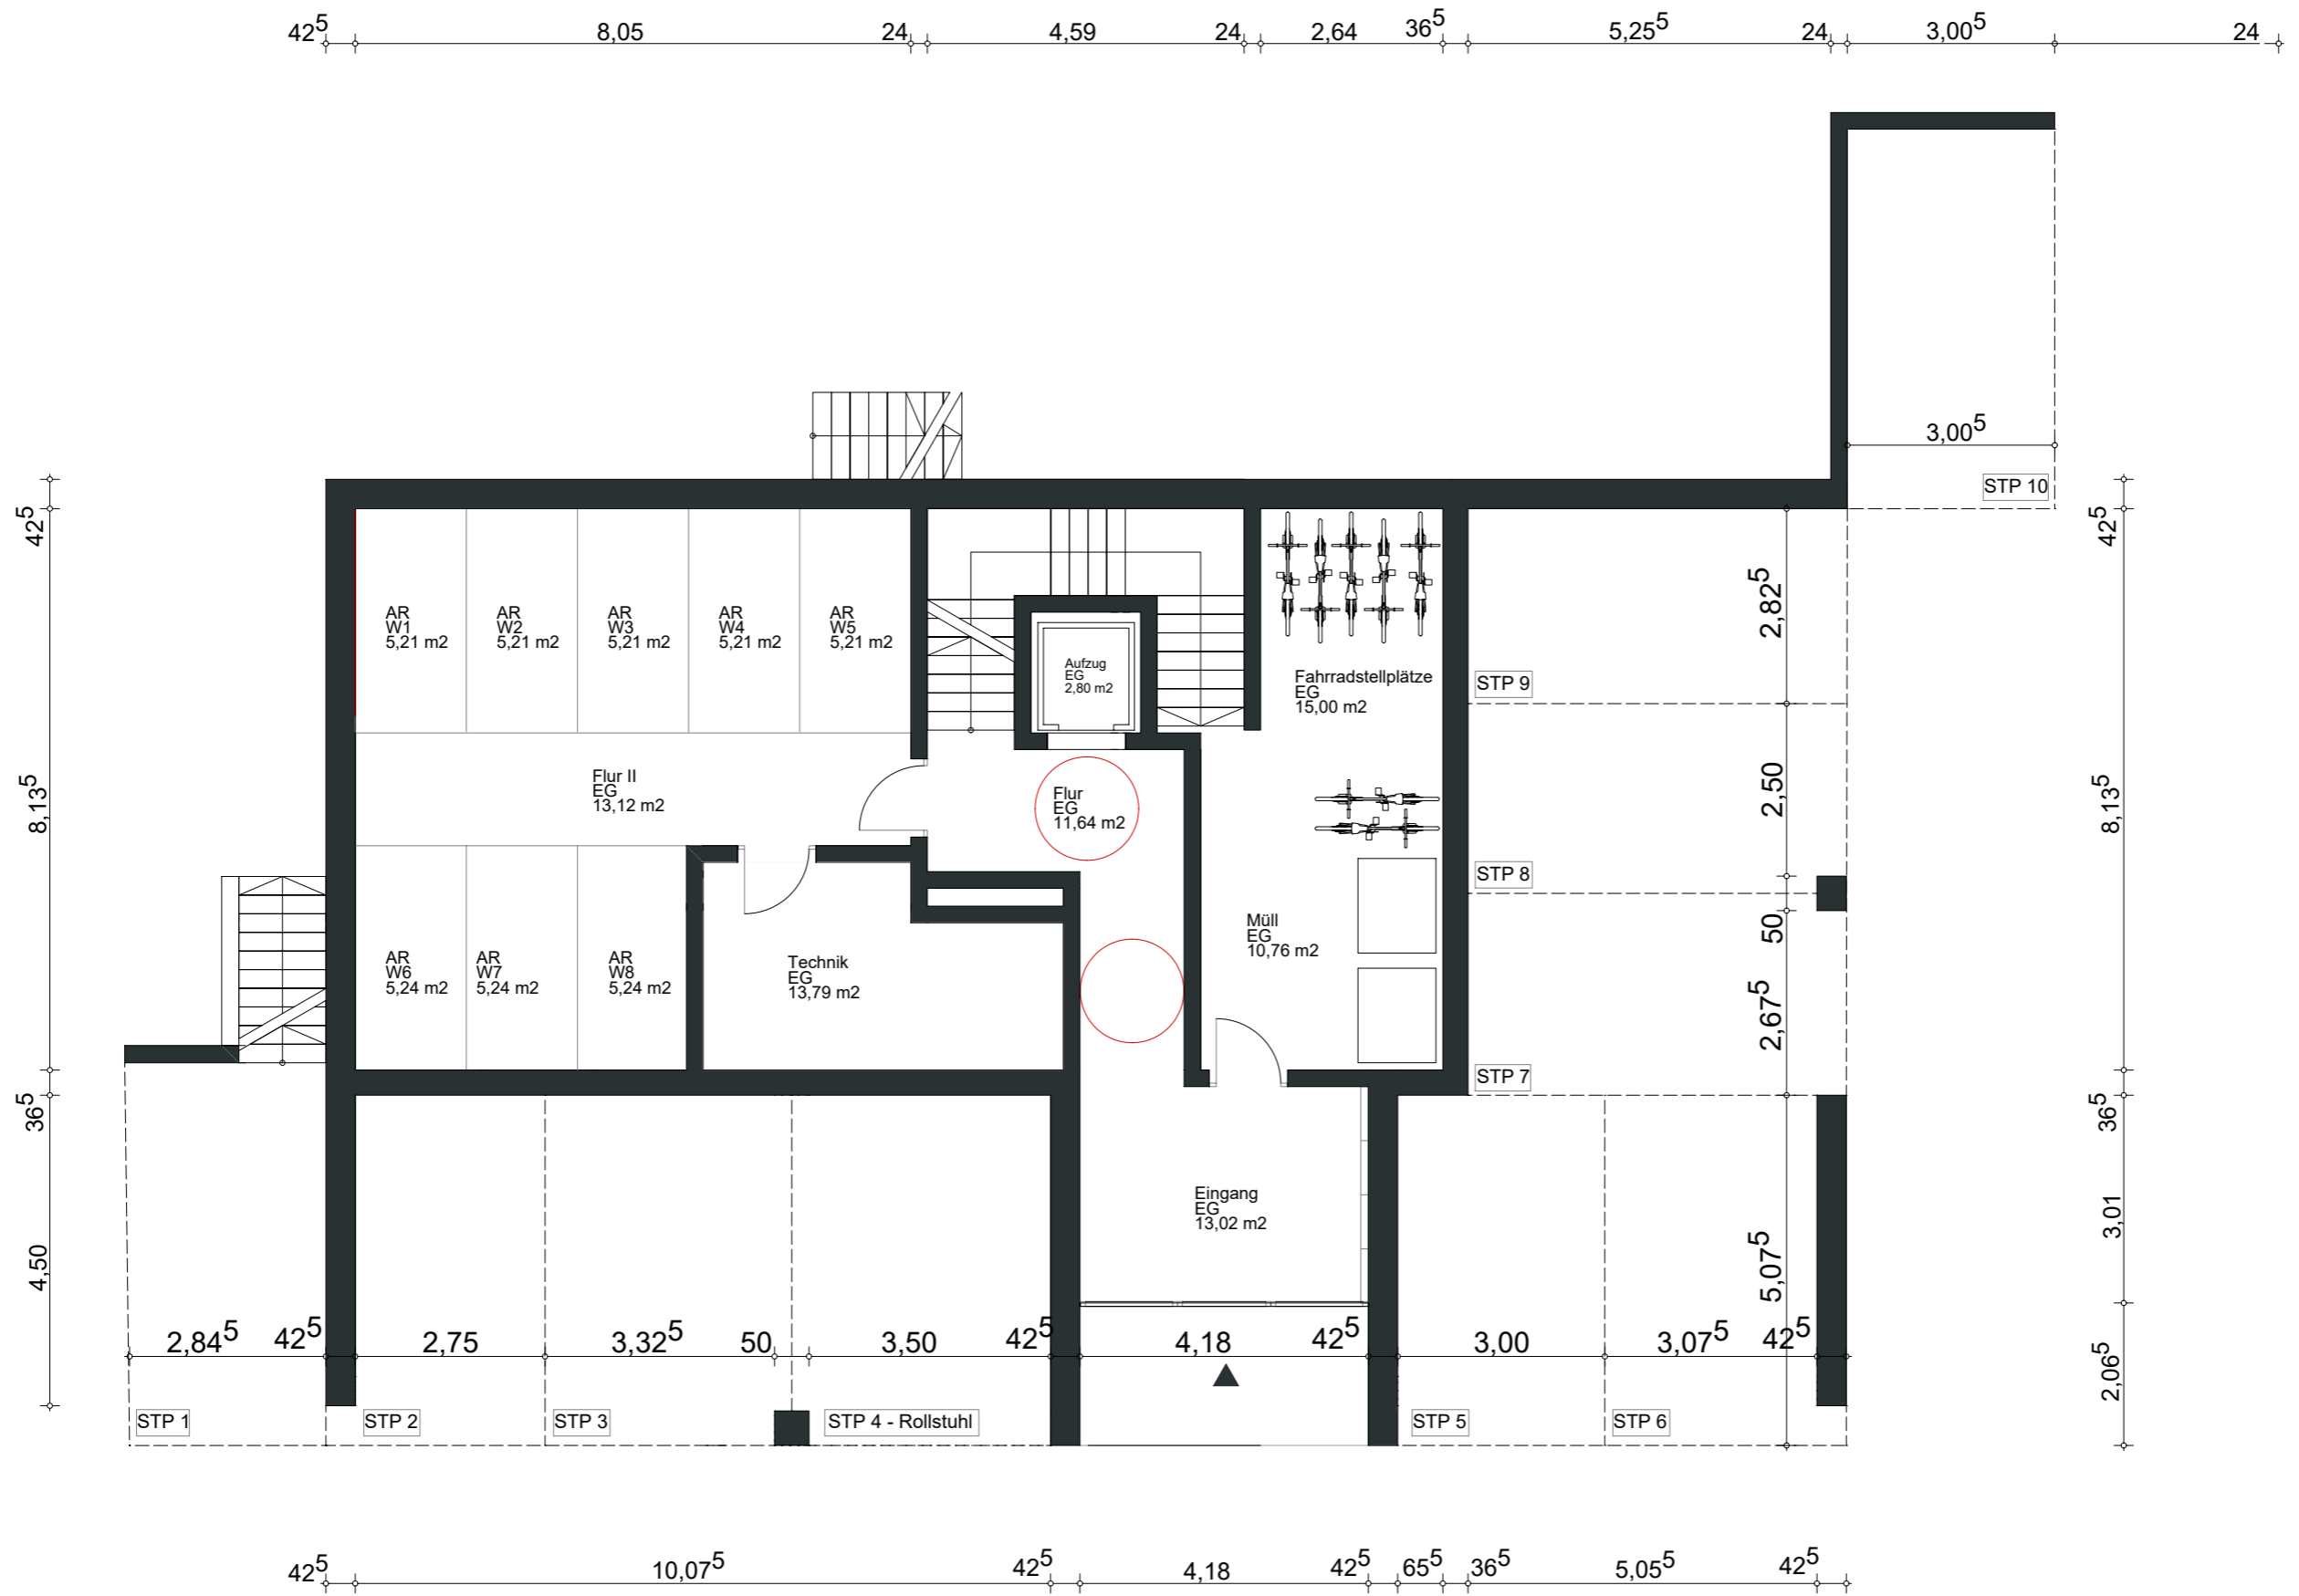 42⁵ 8,05 24 4,59 24 2,64 36⁵ 5,25⁵ 24 3,00⁵ 24
3,00⁵
STP 10
42⁵
42⁵
2,82⁵
AR
W1
5,21 m2
AR
W2
5,21 m2
AR
W3
5,21 m2
AR
W4
5,21 m2
AR
W5
5,21 m2
Aufzug
EG
2,80 m2
Fahrradstellplätze
EG
15,00 m2
STP 9
8,13⁵
Flur II
EG
13,12 m2
Flur
EG
11,64 m2
2,50
8,13⁵
STP 8
50
AR
W6
5,24 m2
AR
W7
5,24 m2
AR
W8
5,24 m2
Technik
EG
13,79 m2
Müll
EG
10,76 m2
2,67⁵
STP 7
36⁵
36⁵
Eingang
EG
13,02 m2
3,01
4,50
5,07⁵
2,84⁵ 42⁵ 2,75 3,32⁵ 50 3,50 42⁵ 4,18 42⁵ 3,00 3,07⁵ 42⁵
2,06⁵
STP 1
STP 2
STP 3
STP 4 - Rollstuhl
STP 5
STP 6
42⁵ 10,07⁵ 42⁵ 4,18 42⁵ 65⁵ 36⁵ 5,05⁵ 42⁵